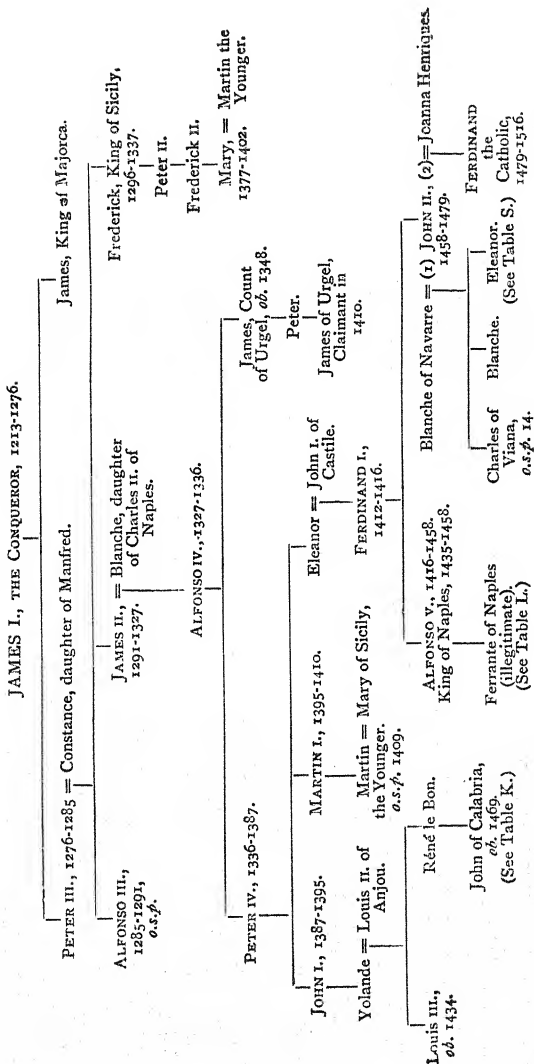 JAMES I., THE CONQUEROR, 1213-1276.
PETER III., 1276-1285 = Constance, daughter of Manfred.
James, King of Majorca.
ALFONSO III.,
1285-1291,
o.s.p.
JAMES II.,
1291-1327.
= Blanche, daughter
of Charles II. of
Naples.
Frederick, King of Sicily,
1296-1337.
Peter II.
Frederick II.
Mary, = Martin the
1377-1402. Younger.
ALFONSO IV., 1327-1336.
PETER IV., 1336-1387.
James, Count
of Urgel, ob. 1348.
Peter.
James of Urgel,
Claimant in
1410.
JOHN I., 1387-1395.
MARTIN I., 1395-1410.
Eleanor = John I. of
Castile.
Yolande = Louis II. of
Anjou.
Martin = Mary of Sicily,
the Younger.
o.s.p. 1409.
FERDINAND I.,
1412-1416.
Louis III.,
ob. 1434.
Réné le Bon.
John of Calabria,
ob. 1469.
(See Table K.)
ALFONSO V., 1416-1458.
King of Naples, 1435-1458.
Ferrante of Naples
(illegitimate).
(See Table L.)
Blanche of Navarre = (1) JOHN II., (2) = Joanna Henriques.
1458-1479.
Charles of
Viana,
o.s.p. 14.
Blanche.
Eleanor.
(See Table S.)
FERDINAND
the
Catholic,
1479-1516.